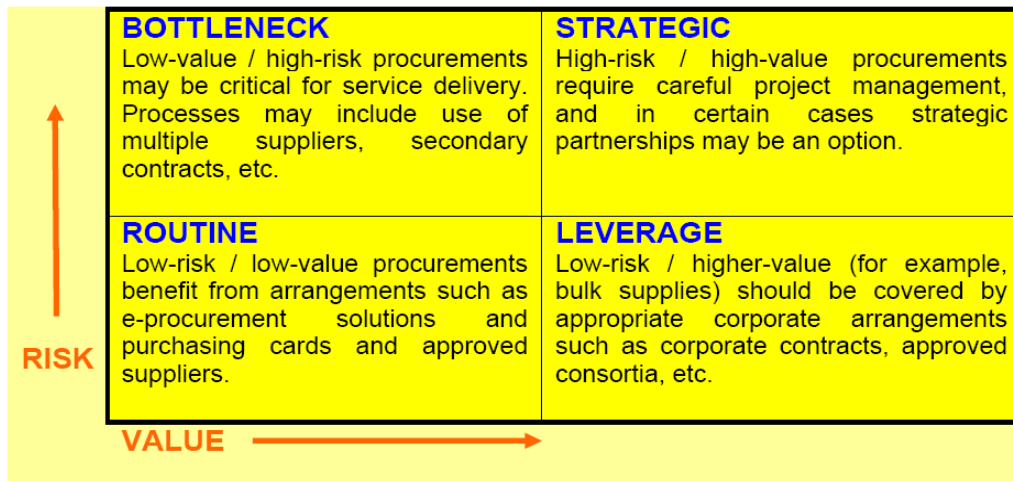 BOTTLENECK
Low-value / high-risk procurements
may be critical for service delivery.
Processes may include use of
multiple suppliers, secondary
contracts, etc.
STRATEGIC
High-risk / high-value procurements
require careful project management,
and in certain cases strategic
partnerships may be an option.
ROUTINE
Low-risk / low-value procurements
benefit from arrangements such as
e-procurement solutions and
purchasing cards and approved
suppliers.
LEVERAGE
Low-risk / higher-value (for example,
bulk supplies) should be covered by
appropriate corporate arrangements
such as corporate contracts, approved
consortia, etc.
RISK
VALUE